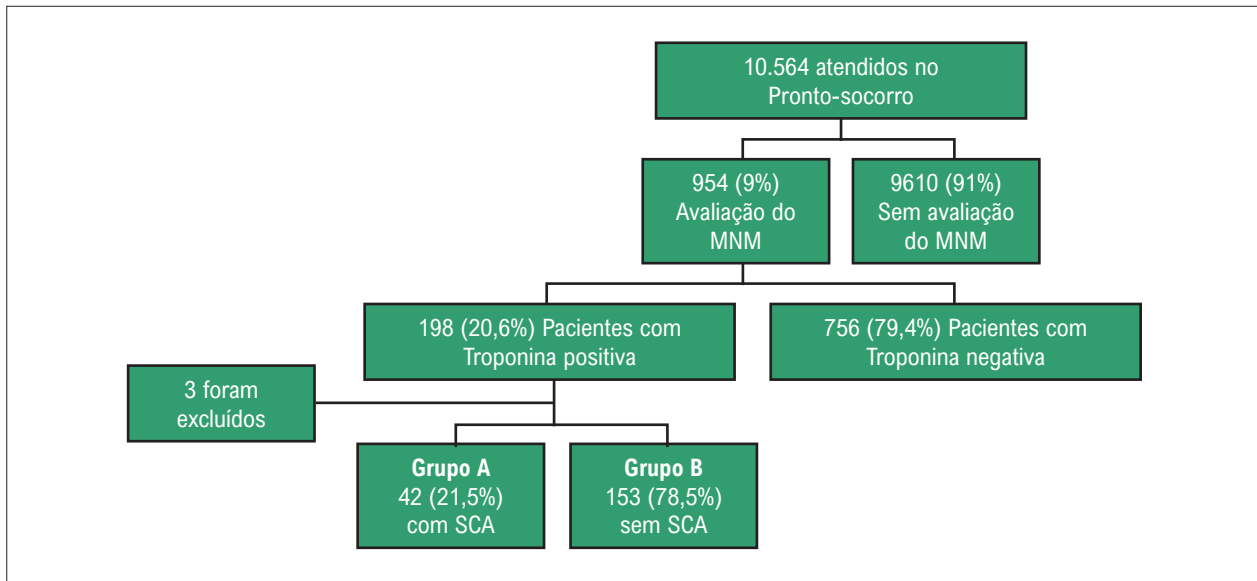 10.564 atendidos no
Pronto-socorro
954 (9%)
Avaliação do
MNM
9610 (91%)
Sem avaliação
do MNM
198 (20,6%) Pacientes com
Troponina positiva
756 (79,4%) Pacientes com
Troponina negativa
3 foram
excluídos
Grupo A
42 (21,5%)
com SCA
Grupo B
153 (78,5%)
sem SCA